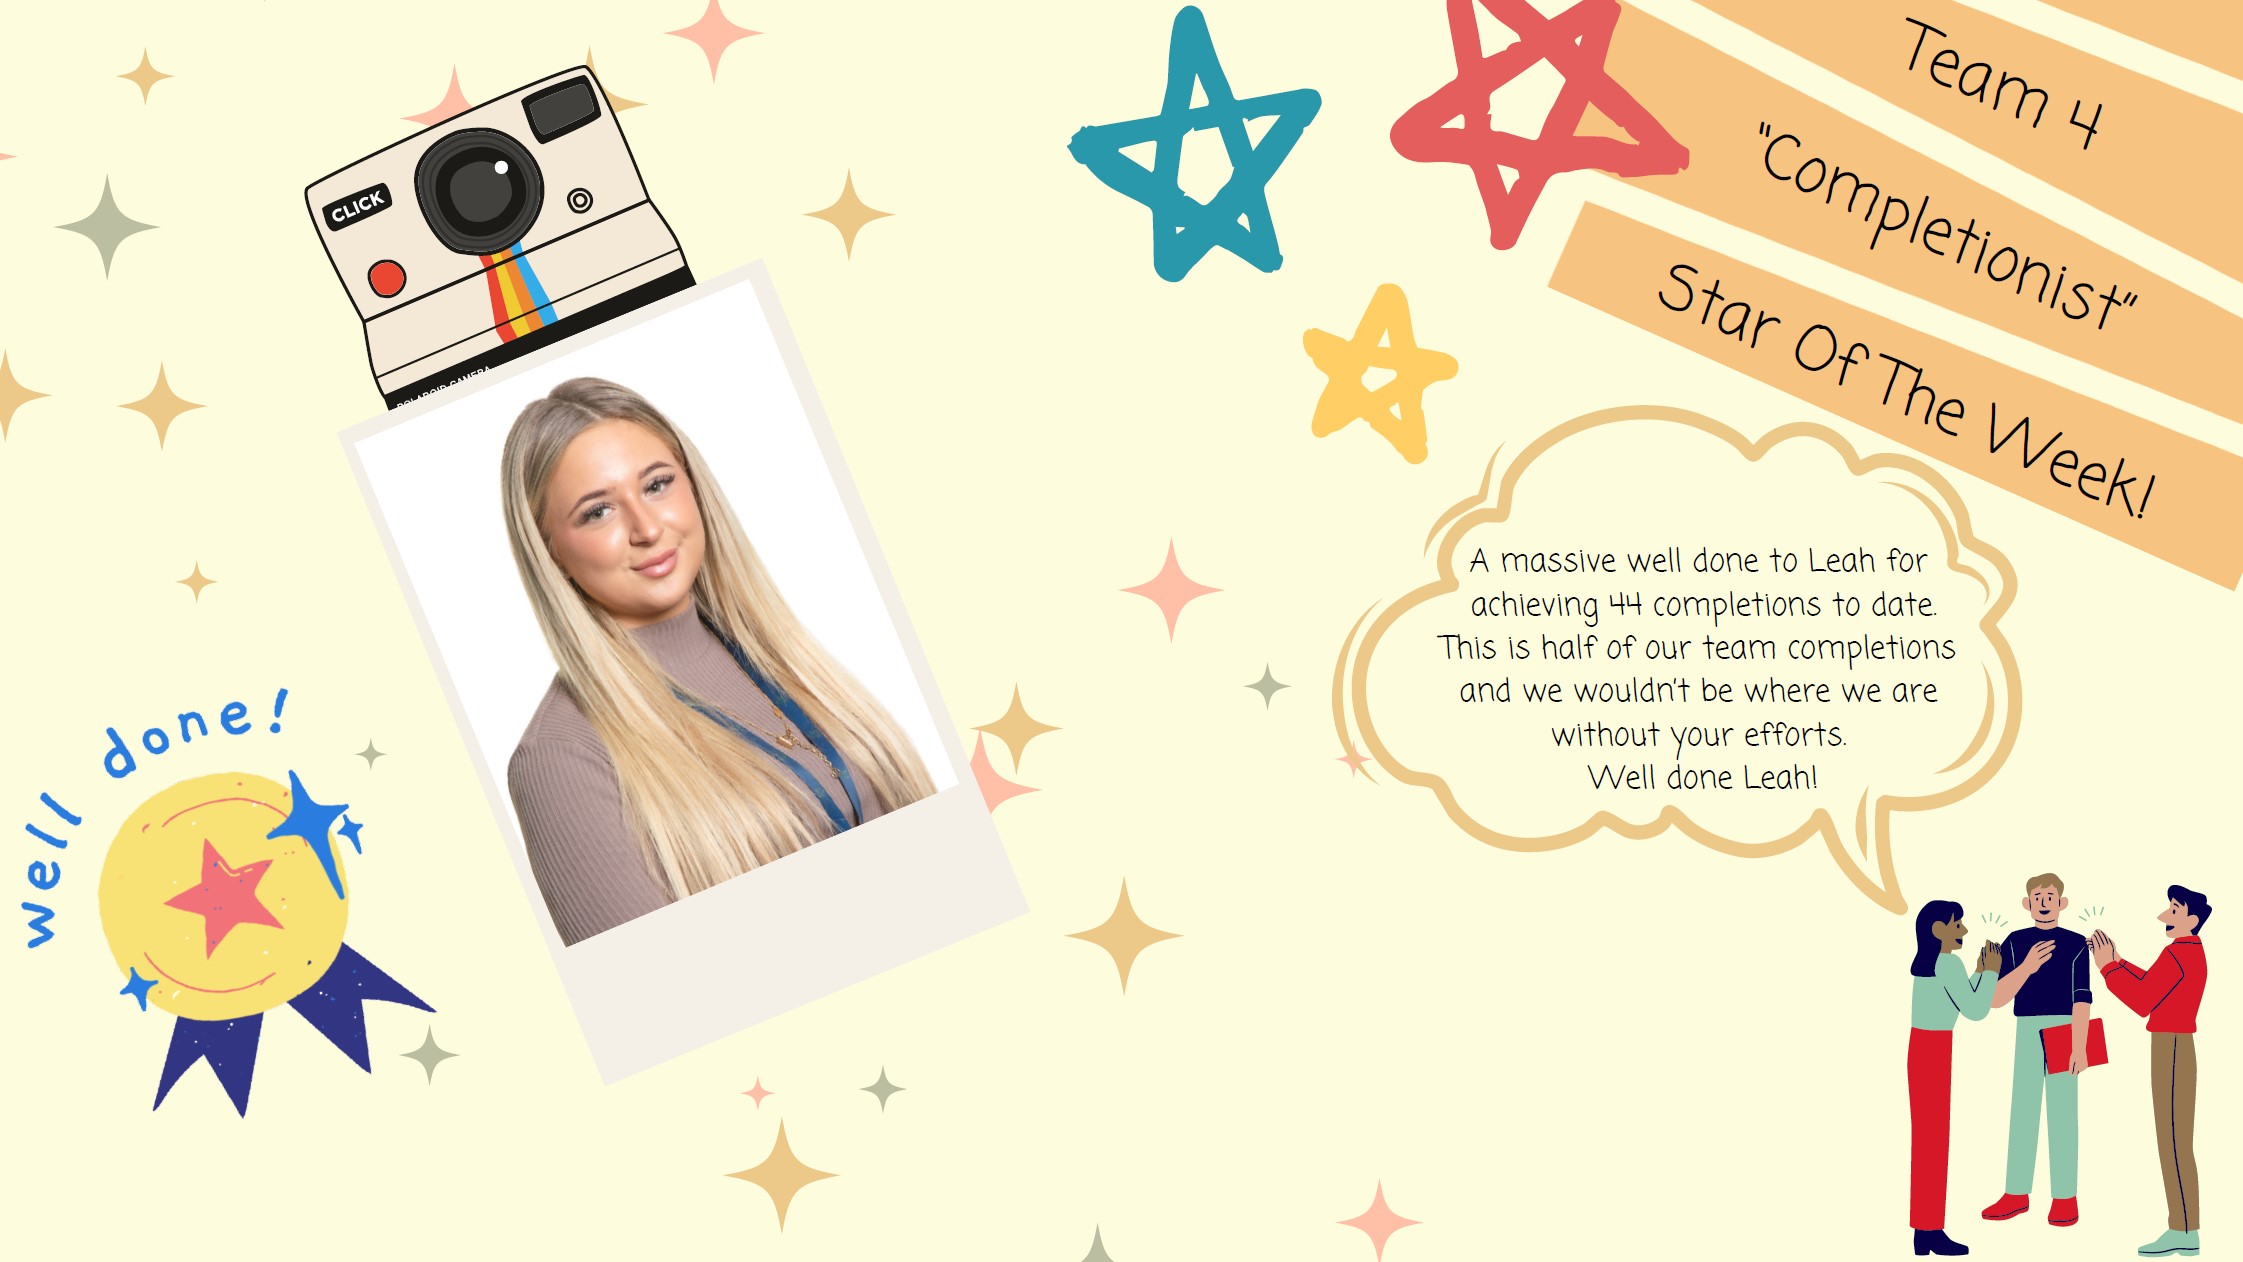 Team 4
"Completionist"
Star Of The Week!
CLICK
POLAROID CAMERA
A massive well done to Leah for
achieving 44 completions to date.
This is half of our team completions
and we wouldn't be where we are
without your efforts.
Well done Leah!
well done!